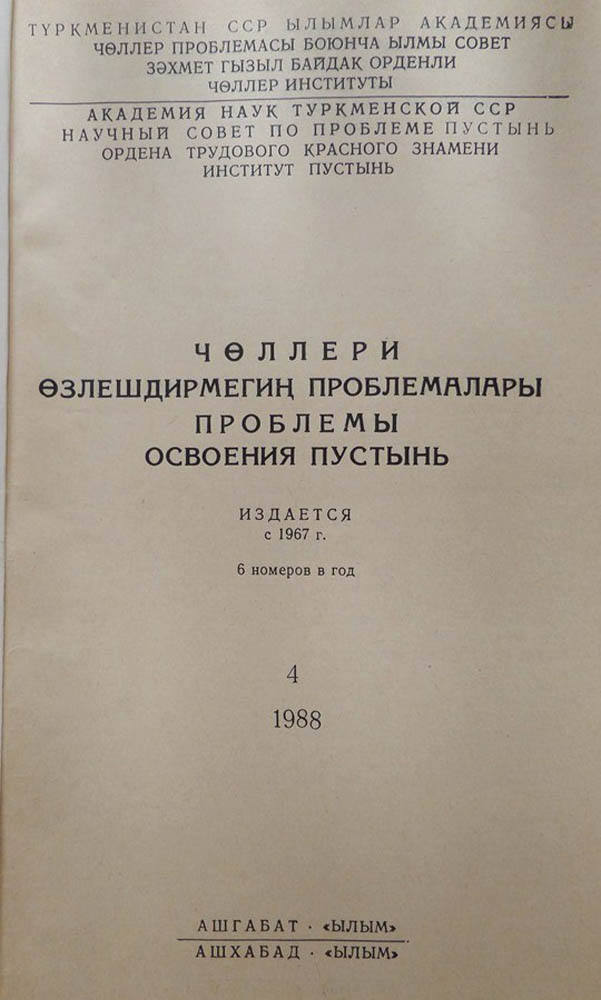 ТҮРКМЕНИСТАН ССР ЫЛЫМЛАР АКАДЕМИЯСЫ
ЧӨЛЛЕР ПРОБЛЕМАСЫ БОЮНЧА ЫЛМЫ СОВЕТ
ЗӘХМЕТ ГЫЗЫЛ БАЙДАК ОРДЕНЛИ
ЧӨЛЛЕР ИНСТИТУТЫ
АКАДЕМИЯ НАУК ТУРКМЕНСКОЙ ССР
НАУЧНЫЙ СОВЕТ ПО ПРОБЛЕМЕ ПУСТЫНЬ
ОРДЕНА ТРУДОВОГО КРАСНОГО ЗНАМЕНИ
ИНСТИТУТ ПУСТЫНЬ
ЧӨЛЛЕРИ
ӨЗЛЕШДИРМЕГИҢ ПРОБЛЕМАЛАРЫ
ПРОБЛЕМЫ
ОСВОЕНИЯ ПУСТЫНЬ
ИЗДАЕТСЯ
с 1967 г.
6 номеров в год
4
1988
АШГАБАТ · «ЫЛЫМ»
АШХАБАД · «ЫЛЫМ»